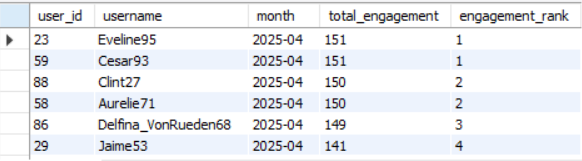 user_id username month total_engagement engagement_rank
23 Eveline95 2025-04 151 1
59 Cesar93 2025-04 151 1
88 Clint27 2025-04 150 2
58 Aurelie71 2025-04 150 2
86 Delfina_VonRueden68 2025-04 149 3
29 Jaime53 2025-04 141 4